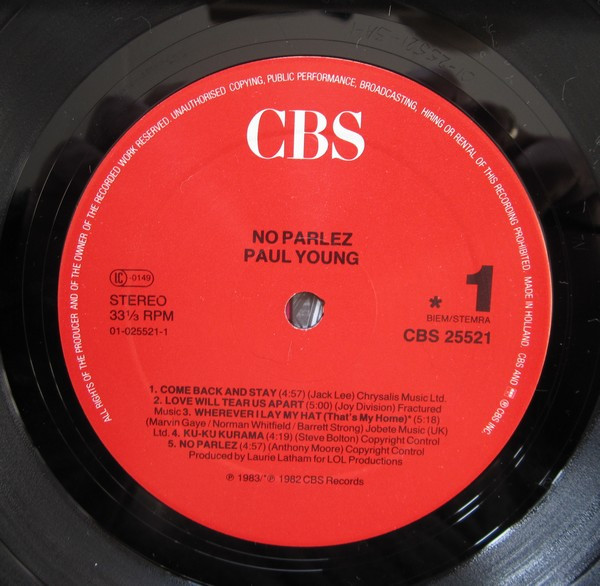 ALL RIGHTS OF THE PRODUCER AND OF THE OWNER OF THE RECORDED WORK RESERVED. UNAUTHORISED COPYING, PUBLIC PERFORMANCE, BROADCASTING, HIRING OR RENTAL OF THIS RECORDING PROHIBITED. MADE IN HOLLAND. CBS AND ℗ CBS INC.
CBS
NO PARLEZ
PAUL YOUNG
LC -0149
STEREO
33⅓ RPM
01-025521-1
* 1
BIEM/STEMRA
CBS 25521
1. COME BACK AND STAY (4:57) (Jack Lee) Chrysalis Music Ltd.
2. LOVE WILL TEAR US APART (5:00) (Joy Division) Fractured
Music 3. WHEREVER I LAY MY HAT (That's My Home)* (5:18)
(Marvin Gaye / Norman Whitfield / Barrett Strong) Jobete Music (UK)
Ltd. 4. KU-KU KURAMA (4:19) (Steve Bolton) Copyright Control
5. NO PARLEZ (4:57) (Anthony Moore) Copyright Control
Produced by Laurie Latham for LOL Productions
℗ 1983/*℗ 1982 CBS Records